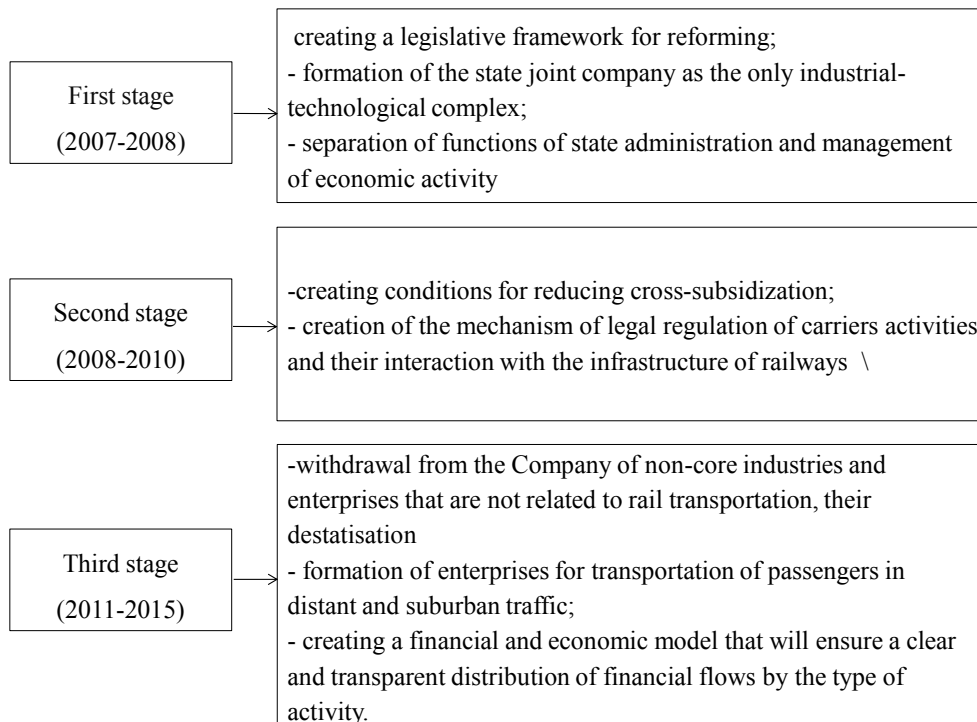 First stage
(2007-2008)
creating a legislative framework for reforming;
- formation of the state joint company as the only industrial-
technological complex;
- separation of functions of state administration and management
of economic activity
Second stage
(2008-2010)
-creating conditions for reducing cross-subsidization;
- creation of the mechanism of legal regulation of carriers activities
and their interaction with the infrastructure of railways \
Third stage
(2011-2015)
-withdrawal from the Company of non-core industries and
enterprises that are not related to rail transportation, their
destatisation
- formation of enterprises for transportation of passengers in
distant and suburban traffic;
- creating a financial and economic model that will ensure a clear
and transparent distribution of financial flows by the type of
activity.